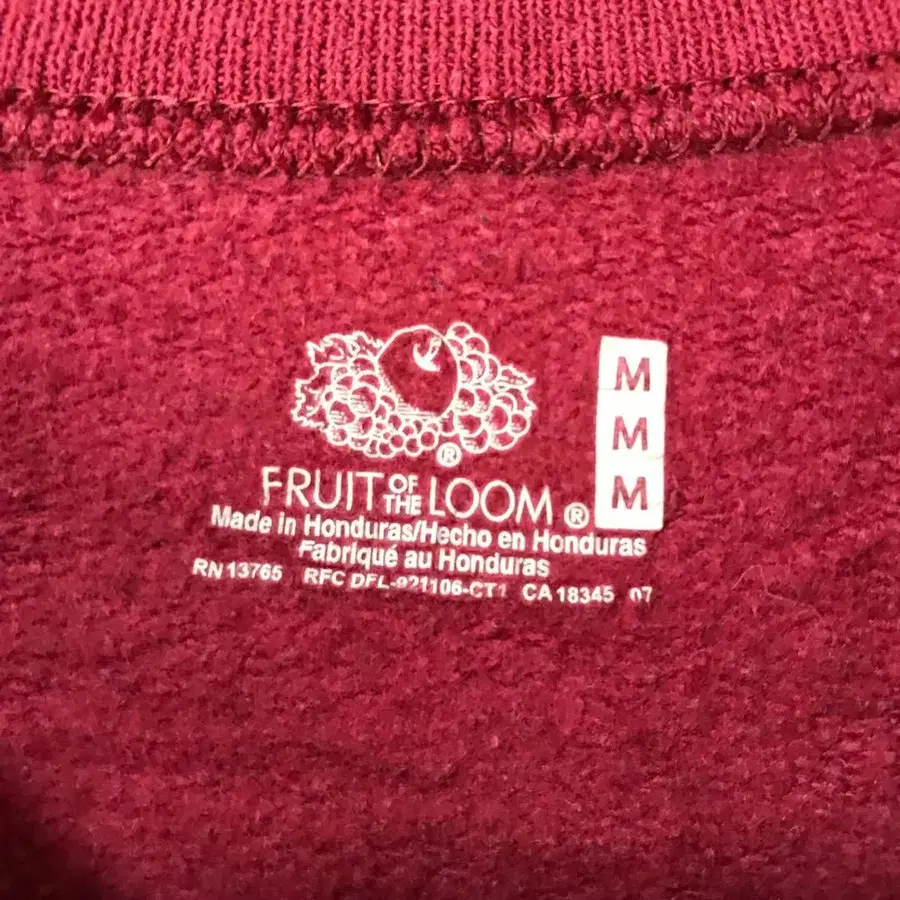 M
M
M
®
FRUIT OF THE LOOM ®
Made in Honduras/Hecho en Honduras
Fabriqué au Honduras
RN 13765 RFC DFL-921106-CT1 CA 18345 07